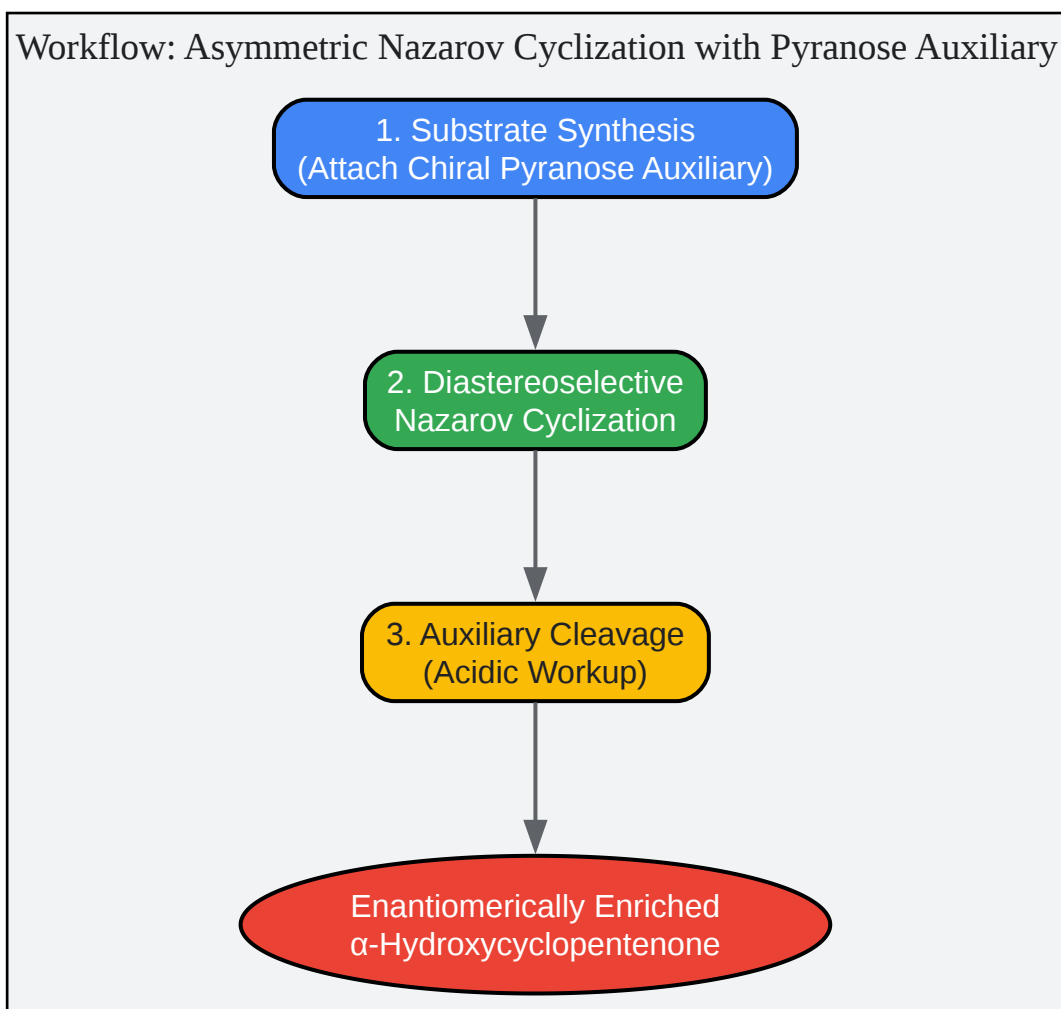 Workflow: Asymmetric Nazarov Cyclization with Pyranose Auxiliary
1. Substrate Synthesis
(Attach Chiral Pyranose Auxiliary)
2. Diastereoselective
Nazarov Cyclization
3. Auxiliary Cleavage
(Acidic Workup)
Enantiomerically Enriched
α-Hydroxycyclopentenone